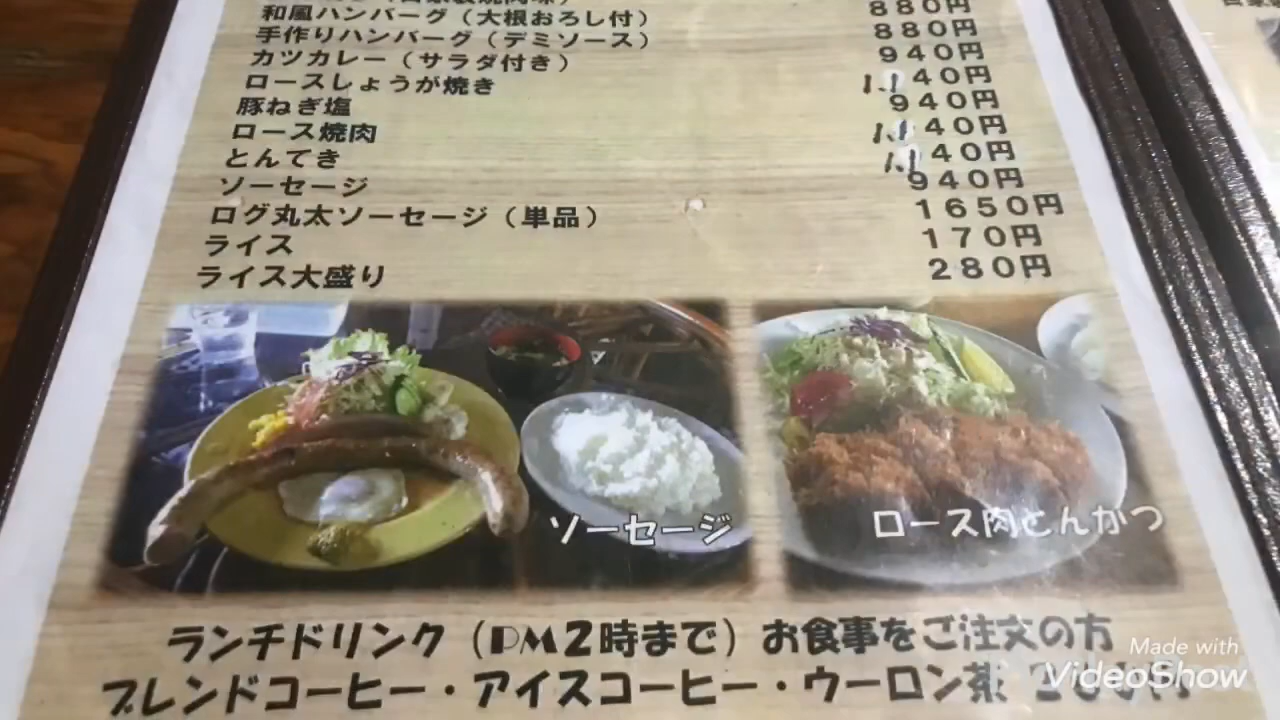 和風ハンバーグ（大根おろし付） 880円
手作りハンバーグ（デミソース） 880円
カツカレー（サラダ付き） 940円
ロースしょうが焼き 1.140円
豚ねぎ塩 940円
ロース焼肉 1.140円
とんてき 1.140円
ソーセージ 940円
ログ丸太ソーセージ（単品） 1650円
ライス 170円
ライス大盛り 280円
ソーセージ
ロース肉とんかつ
ランチドリンク（PM2時まで）お食事をご注文の方
ブレンドコーヒー・アイスコーヒー・ウーロン茶
Made with
VideoShow